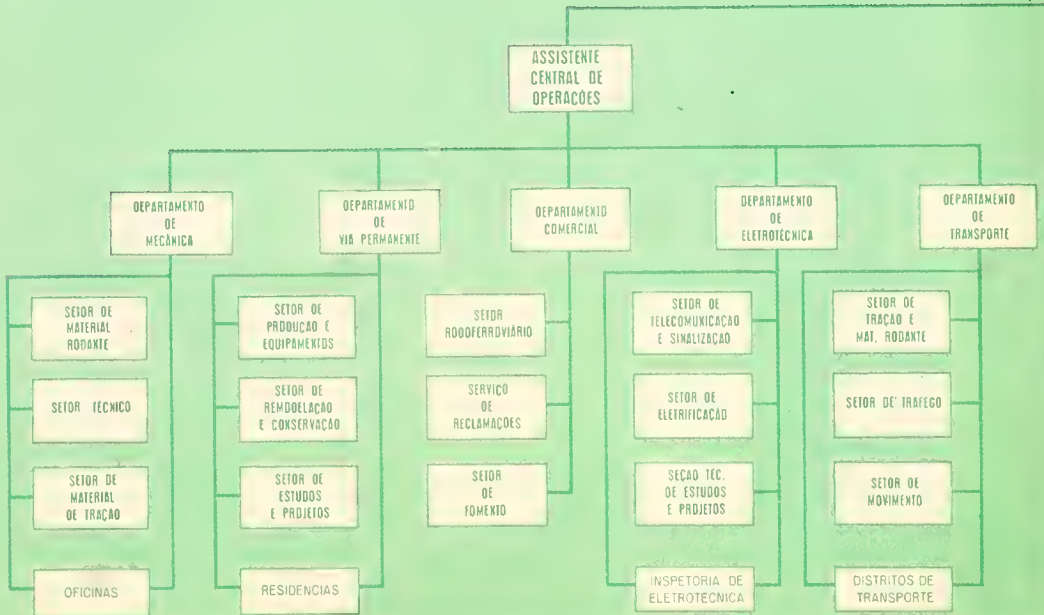 ASSISTENTE
CENTRAL DE
OPERAÇÕES
DEPARTAMENTO
DE
MECÂNICA
DEPARTAMENTO
DE
VIA PERMANENTE
DEPARTAMENTO
COMERCIAL
DEPARTAMENTO
DE
ELETROTÉCNICA
DEPARTAMENTO
DE
TRANSPORTE
SETOR DE
MATERIAL
RODANTE
SETOR TÉCNICO
SETOR DE
MATERIAL
DE TRAÇÃO
OFICINAS
SETOR DE
PRODUÇÃO E
EQUIPAMENTOS
SETOR DE
REMDELAÇÃO
E CONSERVAÇÃO
SETOR DE
ESTUDOS
E PROJETOS
RESIDENCIAS
SETOR
RODOFERROVIÁRIO
SERVIÇO
DE
RECLAMAÇÕES
SETOR
DE
FOMENTO
SETOR DE
TELECOMUNICAÇÃO
E SINALIZAÇÃO
SETOR DE
ELETRIFICAÇÃO
SEÇÃO TÉC.
DE ESTUDOS
E PROJETOS
INSPETORIA DE
ELETROTECNICA
SETOR DE
TRAÇÃO E
MAT. RODANTE
SETOR DE TRAFEGO
SETOR DE
MOVIMENTO
DISTRITOS DE
TRANSPORTE